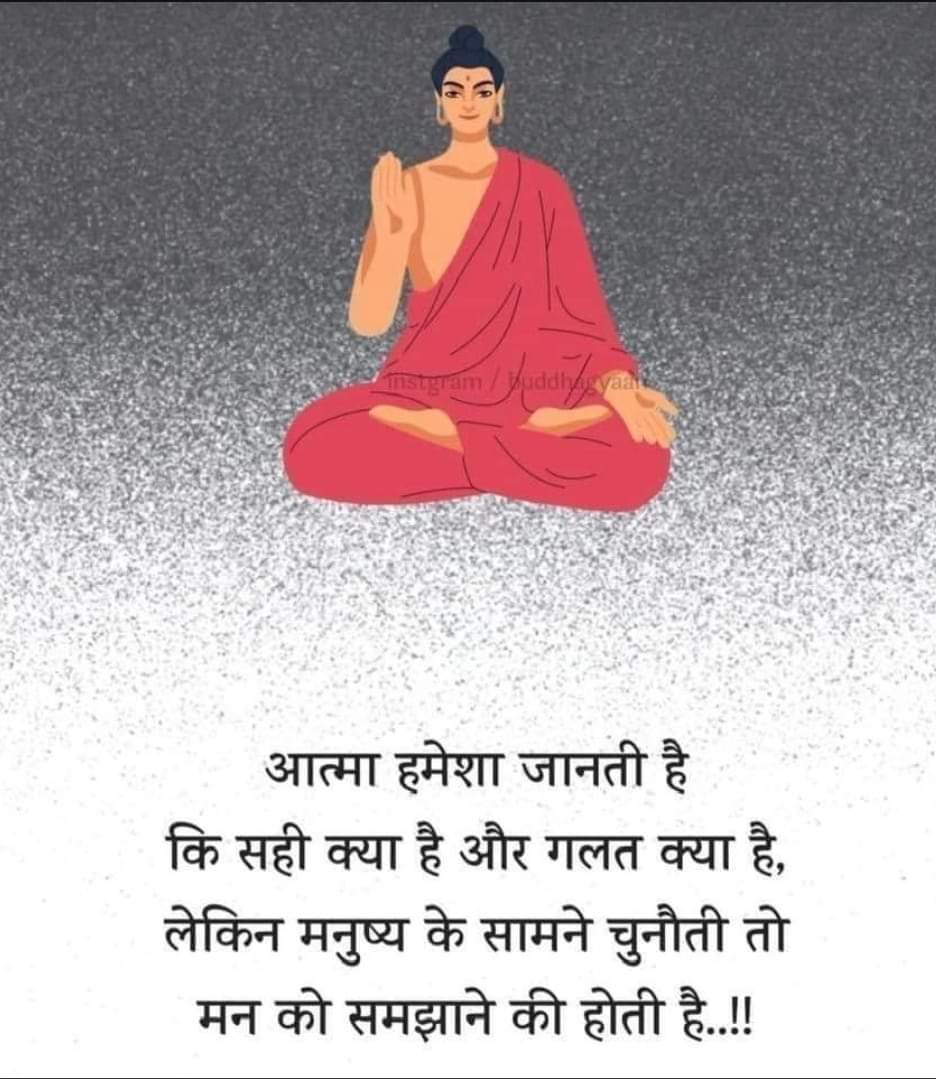 instgram / buddhagyaan
आत्मा हमेशा जानती है
कि सही क्या है और गलत क्या है,
लेकिन मनुष्य के सामने चुनौती तो
मन को समझाने की होती है..!!